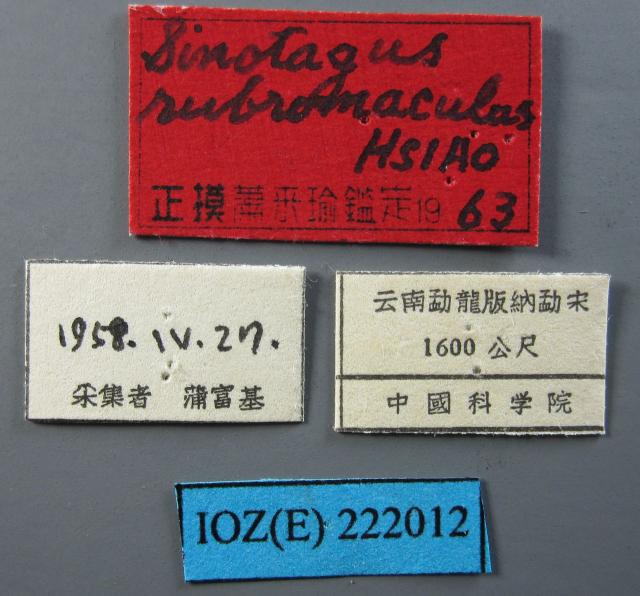 Sinotagus
rubromaculas
HSIAO
正摸 蕭采瑜鑑定19 63
1958. IV. 27.
采集者 蒲富基
云南勐龍版納勐宋
1600 公尺
中國科学院
IOZ(E) 222012